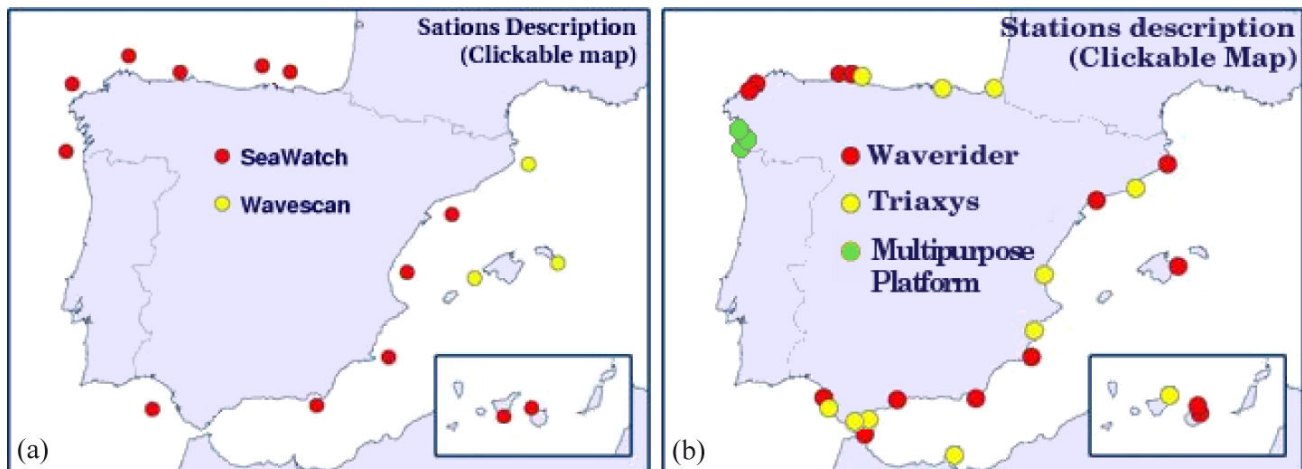 Sations Description
(Clickable map)
SeaWatch
Wavescan
(a)
Stations description
(Clickable Map)
Waverider
Triaxys
Multipurpose
Platform
(b)